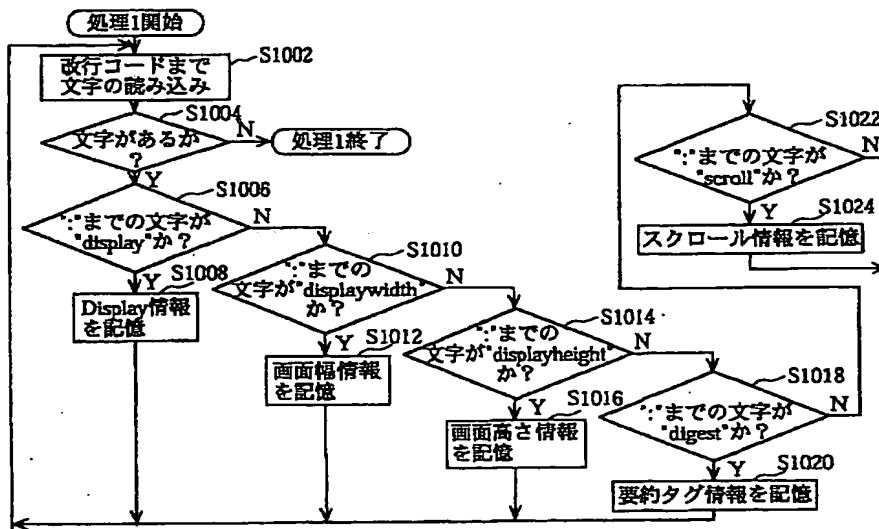 処理1開始
改行コードまで
文字の読み込み
S1002
S1004
文字があるか
?
N
処理1終了
Y
S1006
":"までの文字が
"display"か?
N
Y
S1008
Display情報
を記憶
S1010
":"までの
文字が"displaywidth"
か?
N
Y
S1012
画面幅情報
を記憶
S1014
":"までの
文字が"displayheight"
か?
N
Y
S1016
画面高さ情報
を記憶
S1018
":"までの文字が
"digest"か?
N
Y
S1020
要約タグ情報を記憶
S1022
":"までの文字が
"scroll"か?
N
Y
S1024
スクロール情報を記憶